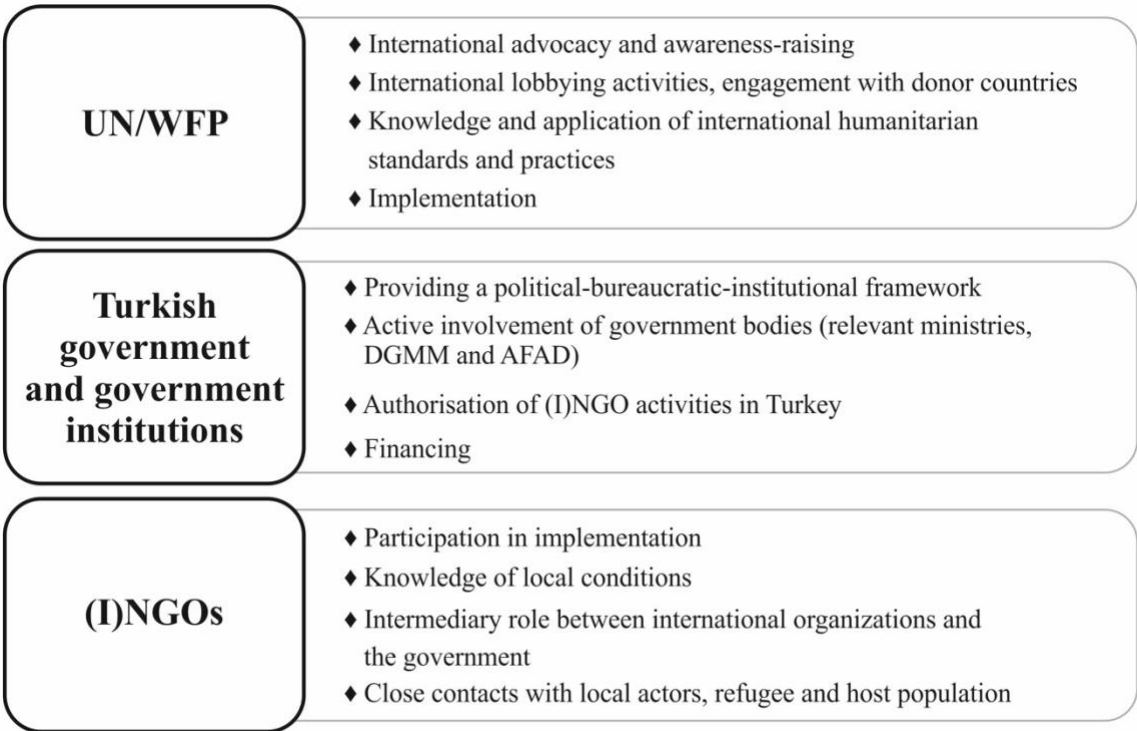 UN/WFP
♦ International advocacy and awareness-raising
♦ International lobbying activities, engagement with donor countries
♦ Knowledge and application of international humanitarian
standards and practices
♦ Implementation
Turkish
government
and government
institutions
♦ Providing a political-bureaucratic-institutional framework
♦ Active involvement of government bodies (relevant ministries,
DGMM and AFAD)
♦ Authorisation of (I)NGO activities in Turkey
♦ Financing
(I)NGOs
♦ Participation in implementation
♦ Knowledge of local conditions
♦ Intermediary role between international organizations and
the government
♦ Close contacts with local actors, refugee and host population